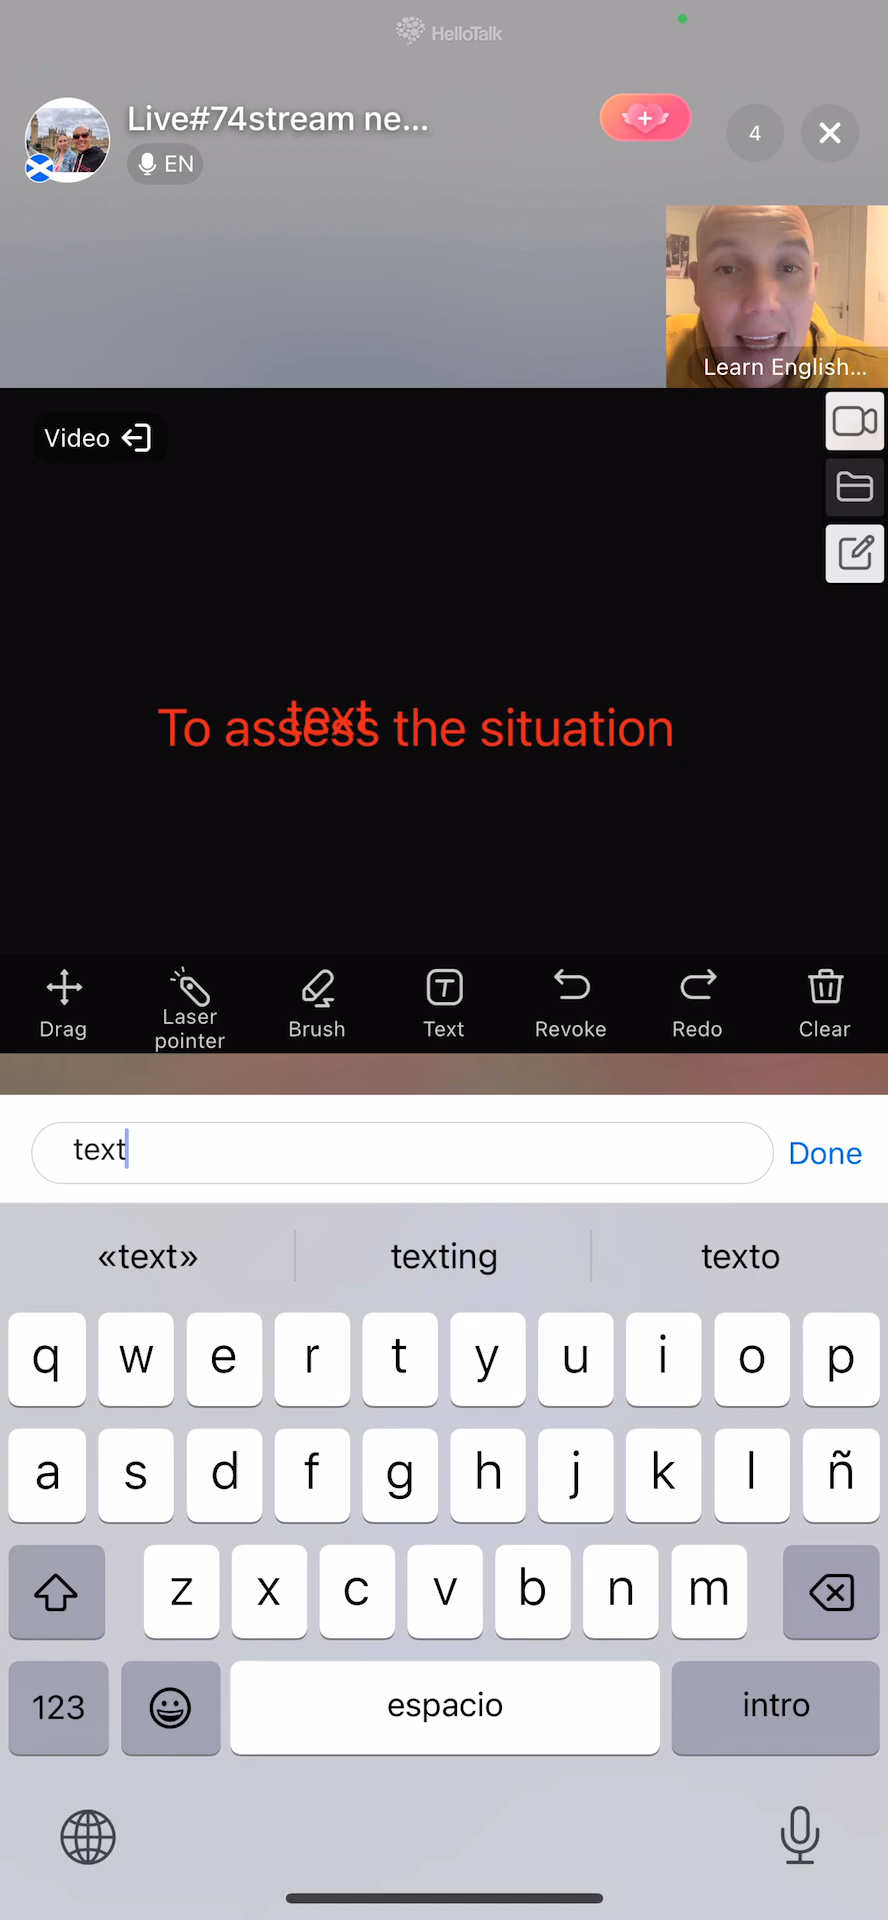 HelloTalk
Live#74stream ne...
EN
4
Learn English...
Video
text
To assess the situation
Drag
Laser pointer
Brush
Text
Revoke
Redo
Clear
text
Done
«text»
texting
texto
q w e r t y u i o p
a s d f g h j k l ñ
z x c v b n m
123
espacio
intro